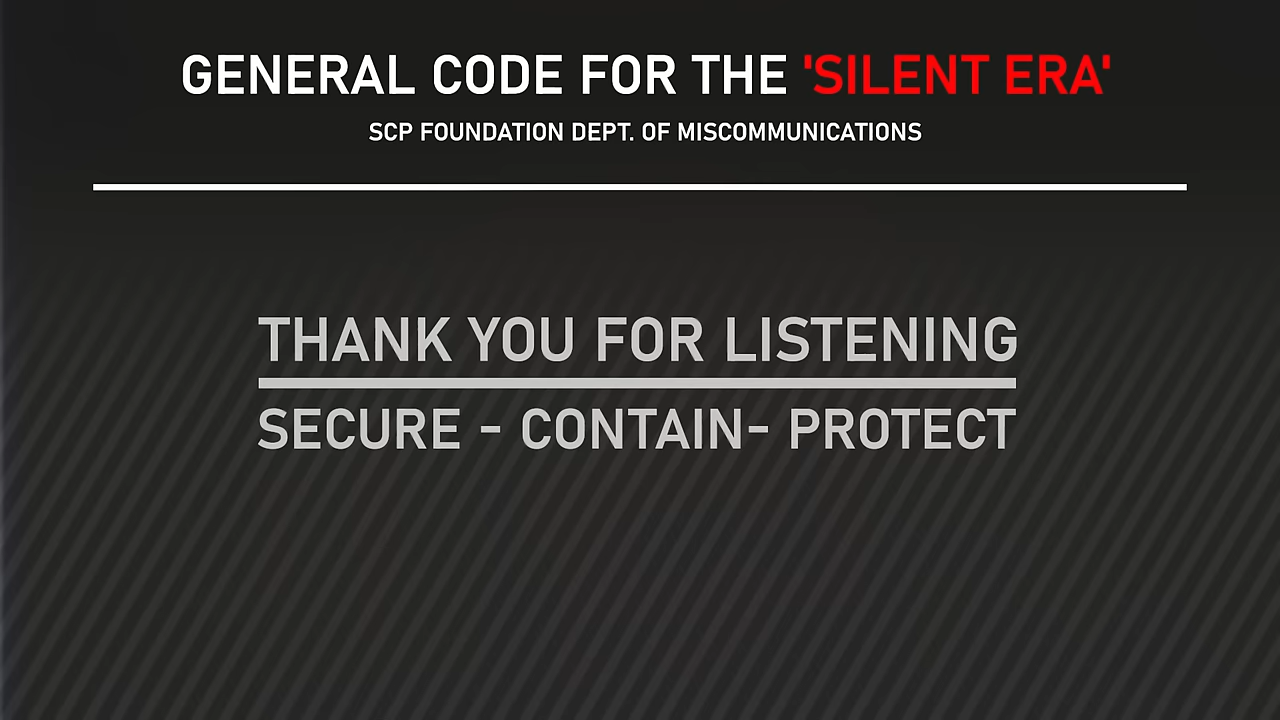 GENERAL CODE FOR THE 'SILENT ERA'
SCP FOUNDATION DEPT. OF MISCOMMUNICATIONS
THANK YOU FOR LISTENING
SECURE - CONTAIN- PROTECT